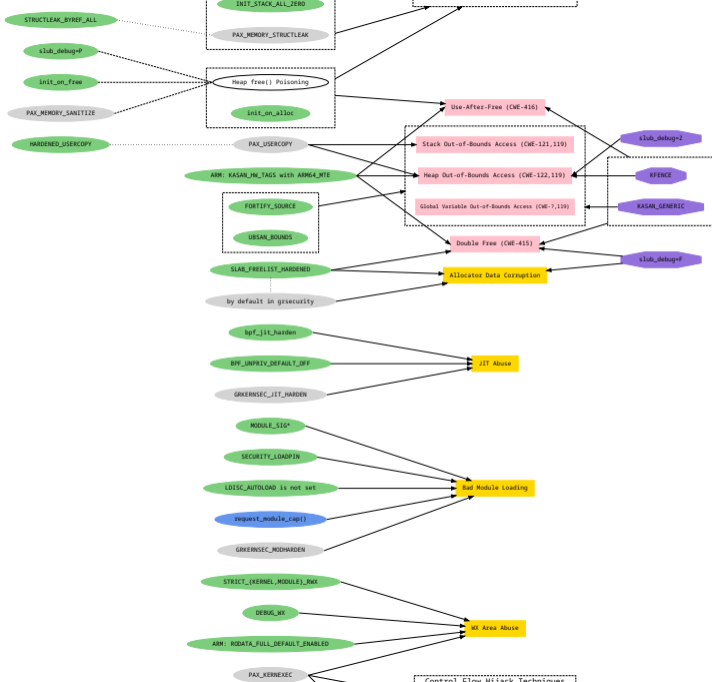 INIT_STACK_ALL_ZERO
STRUCTLEAK_BYREF_ALL
PAX_MEMORY_STRUCTLEAK
slub_debug=P
init_on_free
Heap free() Poisoning
PAX_MEMORY_SANITIZE
init_on_alloc
Use-After-Free (CWE-416)
HARDENED_USERCOPY
PAX_USERCOPY
Stack Out-of-Bounds Access (CWE-121,119)
slub_debug=Z
ARM: KASAN_HW_TAGS with ARM64_MTE
Heap Out-of-Bounds Access (CWE-122,119)
KFENCE
FORTIFY_SOURCE
Global Variable Out-of-Bounds Access (CWE-?,119)
KASAN_GENERIC
UBSAN_BOUNDS
Double Free (CWE-415)
slub_debug=F
SLAB_FREELIST_HARDENED
Allocator Data Corruption
by default in grsecurity
bpf_jit_harden
BPF_UNPRIV_DEFAULT_OFF
JIT Abuse
GRKERNSEC_JIT_HARDEN
MODULE_SIG*
SECURITY_LOADPIN
LDISC_AUTOLOAD is not set
Bad Module Loading
request_module_cap()
GRKERNSEC_MODHARDEN
STRICT_{KERNEL,MODULE}_RWX
DEBUG_WX
WX Area Abuse
ARM: RODATA_FULL_DEFAULT_ENABLED
PAX_KERNEXEC
Control Flow Hijack Techniques